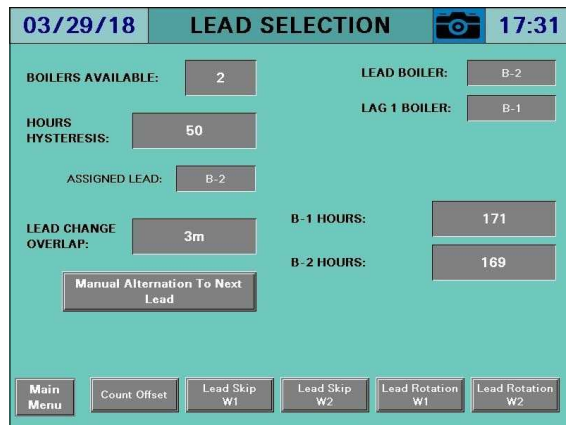 03/29/18 LEAD SELECTION 17:31
BOILERS AVAILABLE: 2
LEAD BOILER: B-2
LAG 1 BOILER: B-1
HOURS
HYSTERESIS: 50
ASSIGNED LEAD: B-2
LEAD CHANGE
OVERLAP: 3m
B-1 HOURS: 171
B-2 HOURS: 169
Manual Alternation To Next
Lead
Main
Menu
Count Offset
Lead Skip
W1
Lead Skip
W2
Lead Rotation
W1
Lead Rotation
W2